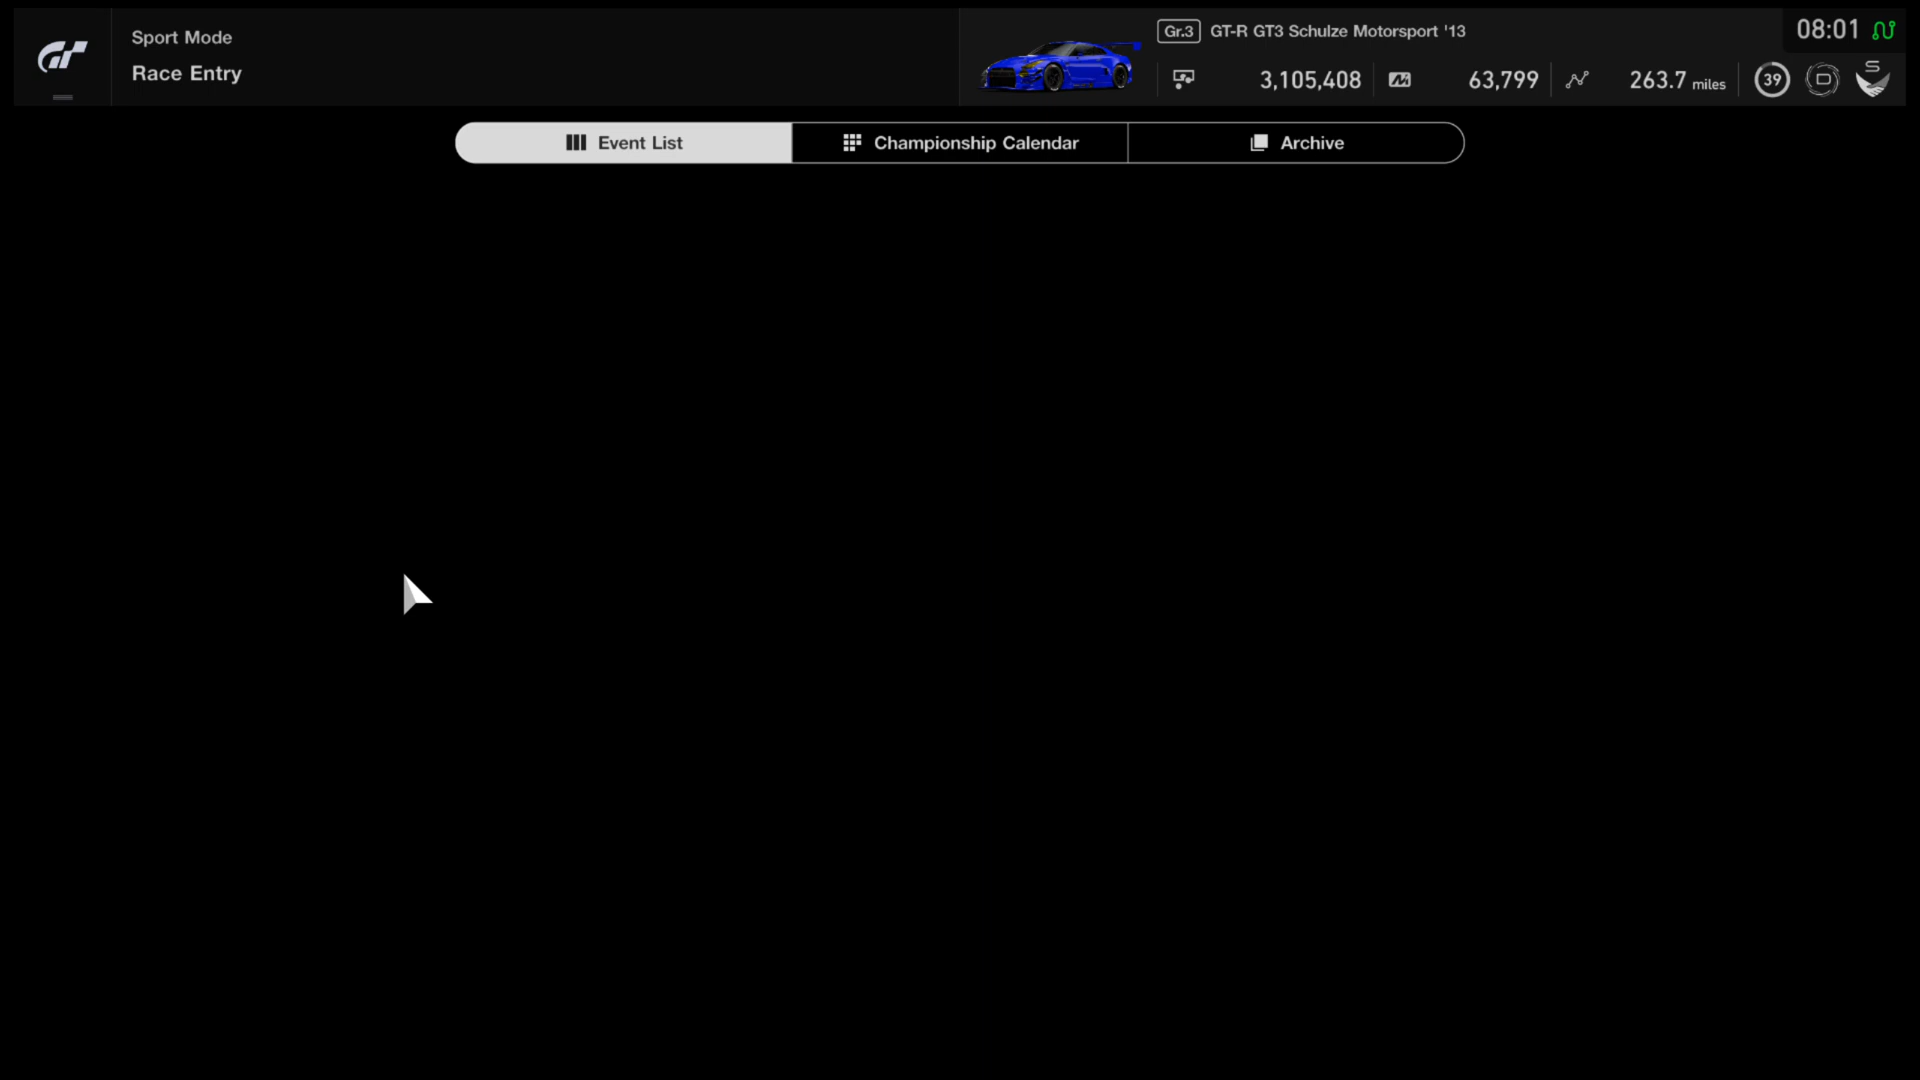 Sport Mode
Race Entry
Gr.3 GT-R GT3 Schulze Motorsport '13
08:01
3,105,408
63,799
263.7 miles
39
D
S
Event List
Championship Calendar
Archive